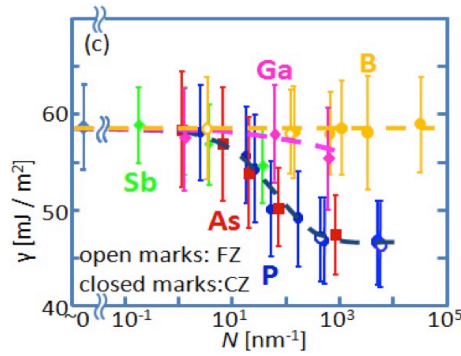 (c)
Ga
B
Sb
As
P
open marks: FZ
closed marks:CZ
γ [mJ / m²]
60
50
40
~0
10⁻¹
10¹
10³
10⁵
N [nm⁻¹]